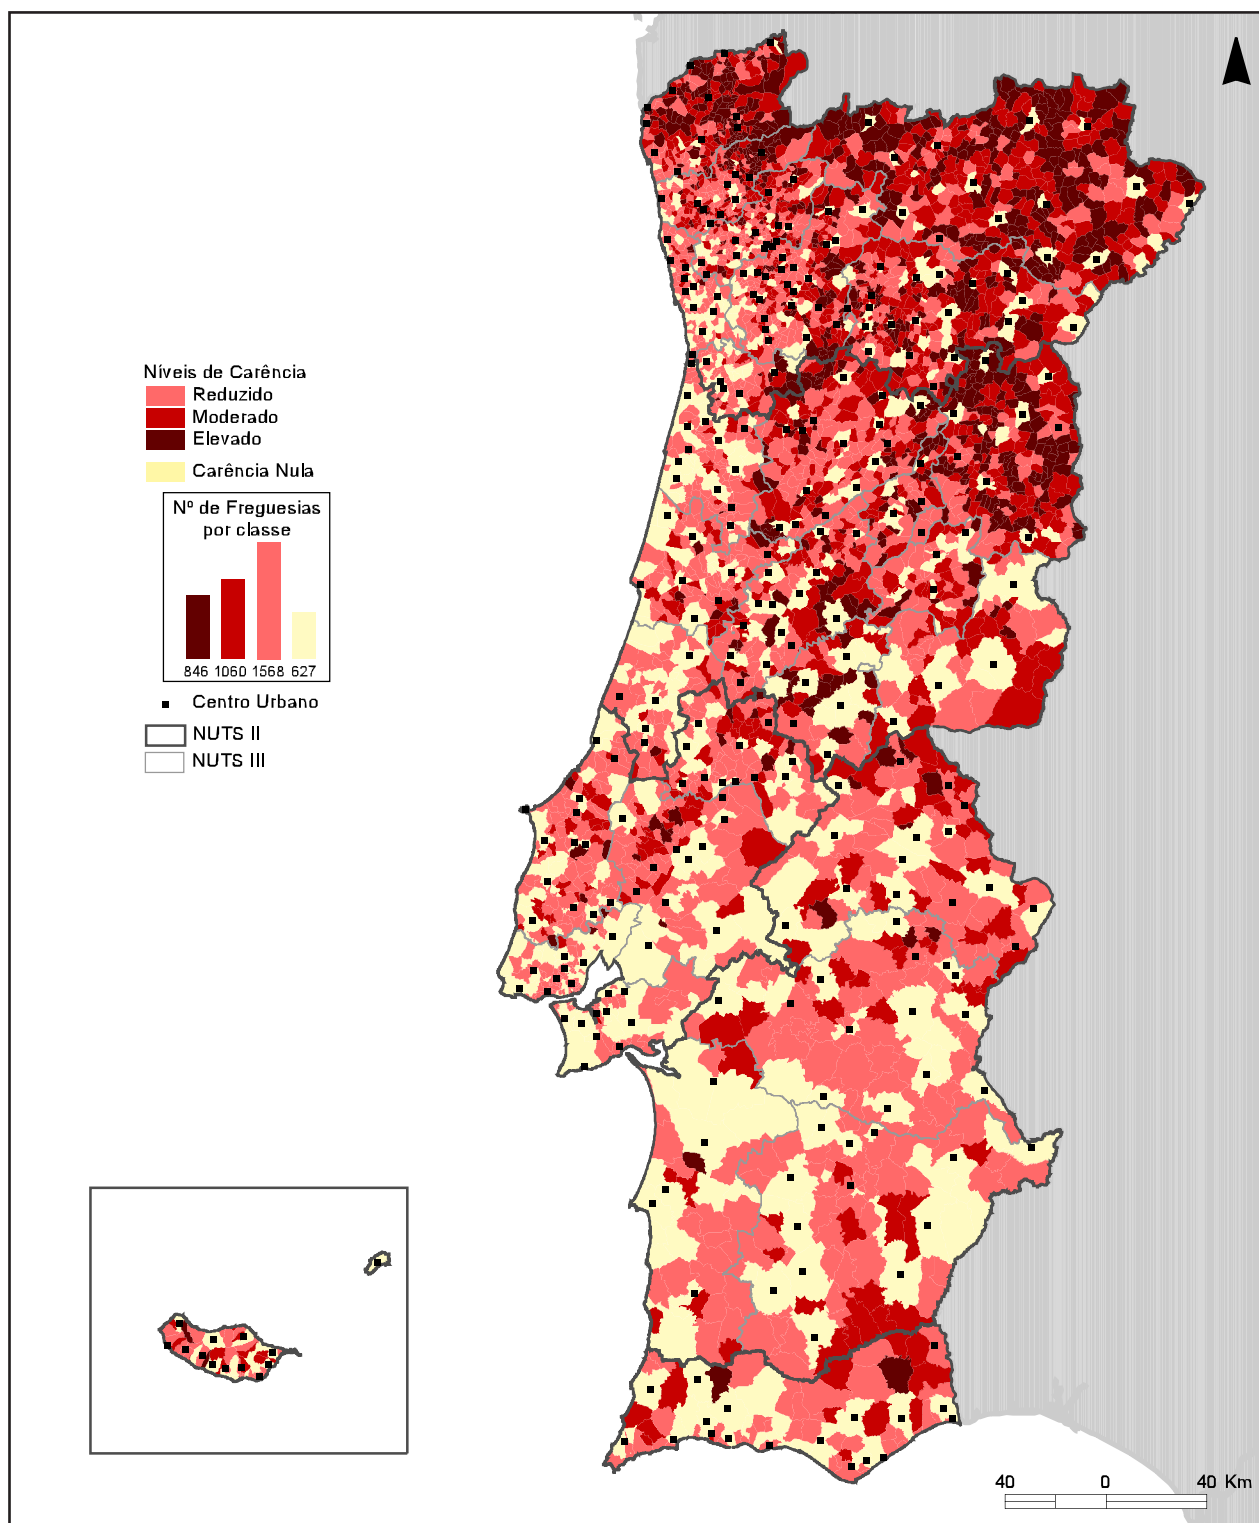 Níveis de Carência
Reduzido
Moderado
Elevado
Carência Nula
Nº de Freguesias
por classe
846 1060 1568 627
Centro Urbano
NUTS II
NUTS III
40 0 40 Km